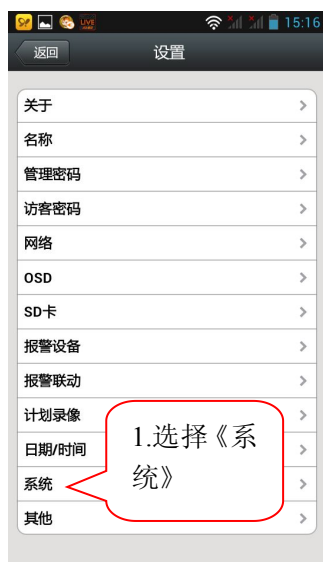 15:16
返回 设置
关于
名称
管理密码
访客密码
网络
OSD
SD卡
报警设备
报警联动
计划录像
日期/时间
系统
其他
1.选择《系
统》